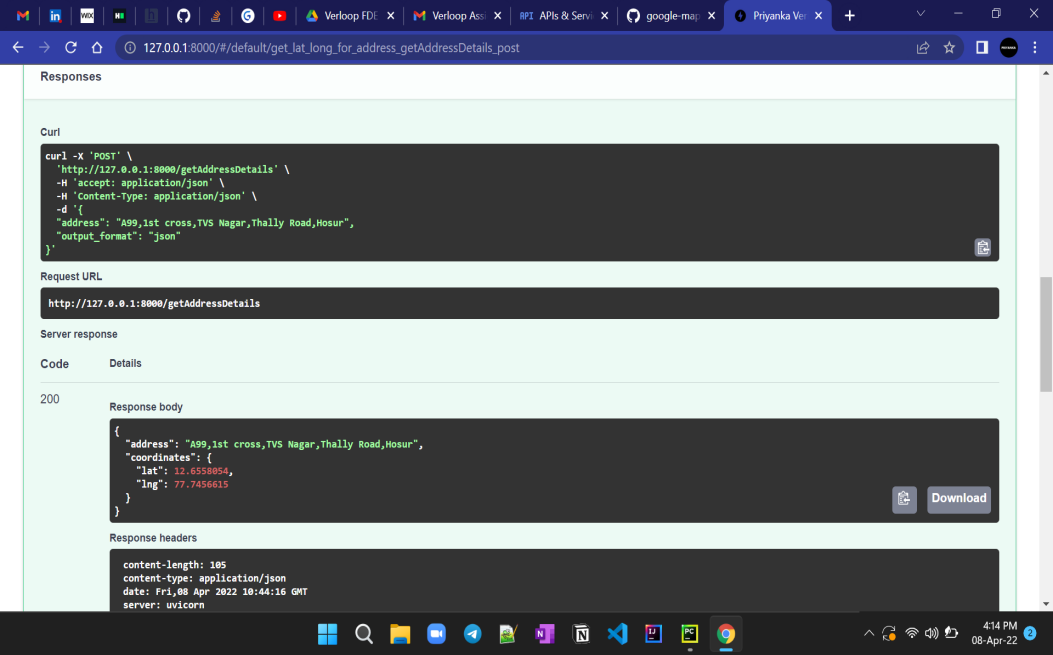 Verloop FDE
Verloop Assi
API APIs & Servi
google-map
Priyanka Ver
127.0.0.1:8000/#/default/get_lat_long_for_address_getAddressDetails_post
Responses
Curl
curl -X 'POST' \
'http://127.0.0.1:8000/getAddressDetails' \
-H 'accept: application/json' \
-H 'Content-Type: application/json' \
-d '{
"address": "A99,1st cross,TVS Nagar,Thally Road,Hosur",
"output_format": "json"
}'
Request URL
http://127.0.0.1:8000/getAddressDetails
Server response
Code Details
200
Response body
{
"address": "A99,1st cross,TVS Nagar,Thally Road,Hosur",
"coordinates": {
"lat": 12.6558054,
"lng": 77.7456615
}
}
Download
Response headers
content-length: 105
content-type: application/json
date: Fri,08 Apr 2022 10:44:16 GMT
server: uvicorn
4:14 PM
08-Apr-22
2